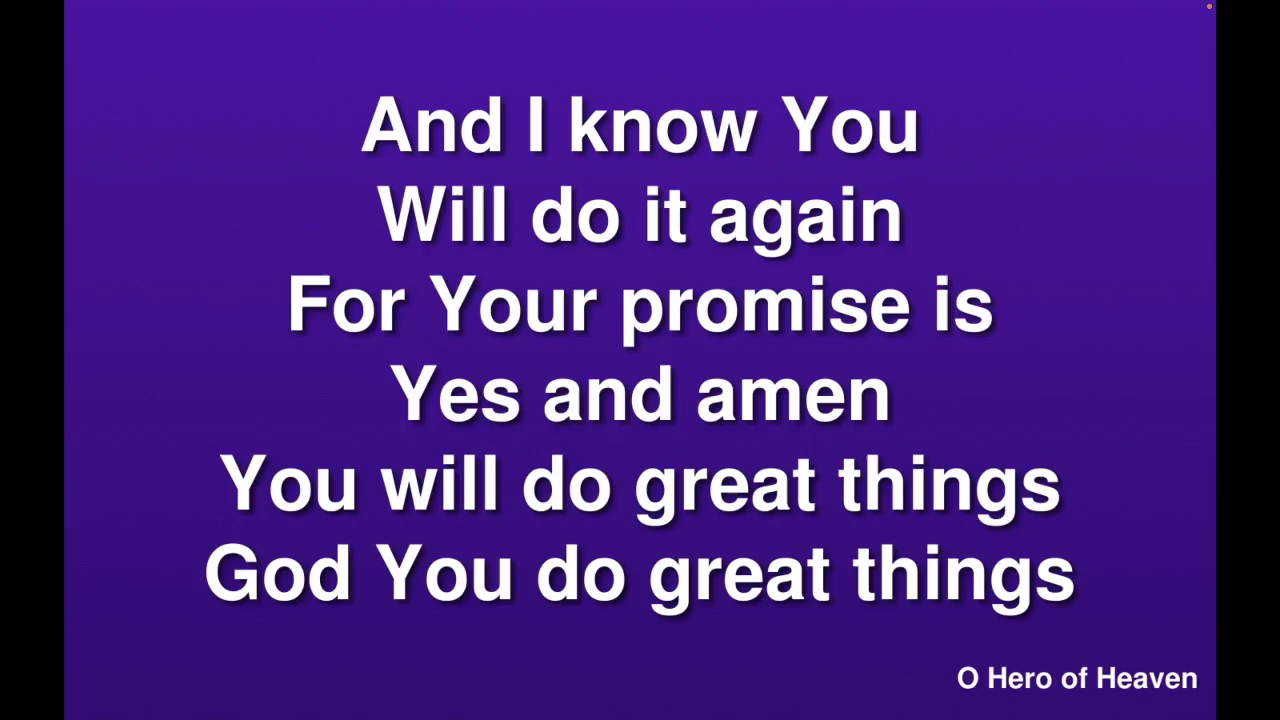 And I know You
Will do it again
For Your promise is
Yes and amen
You will do great things
God You do great things
O Hero of Heaven